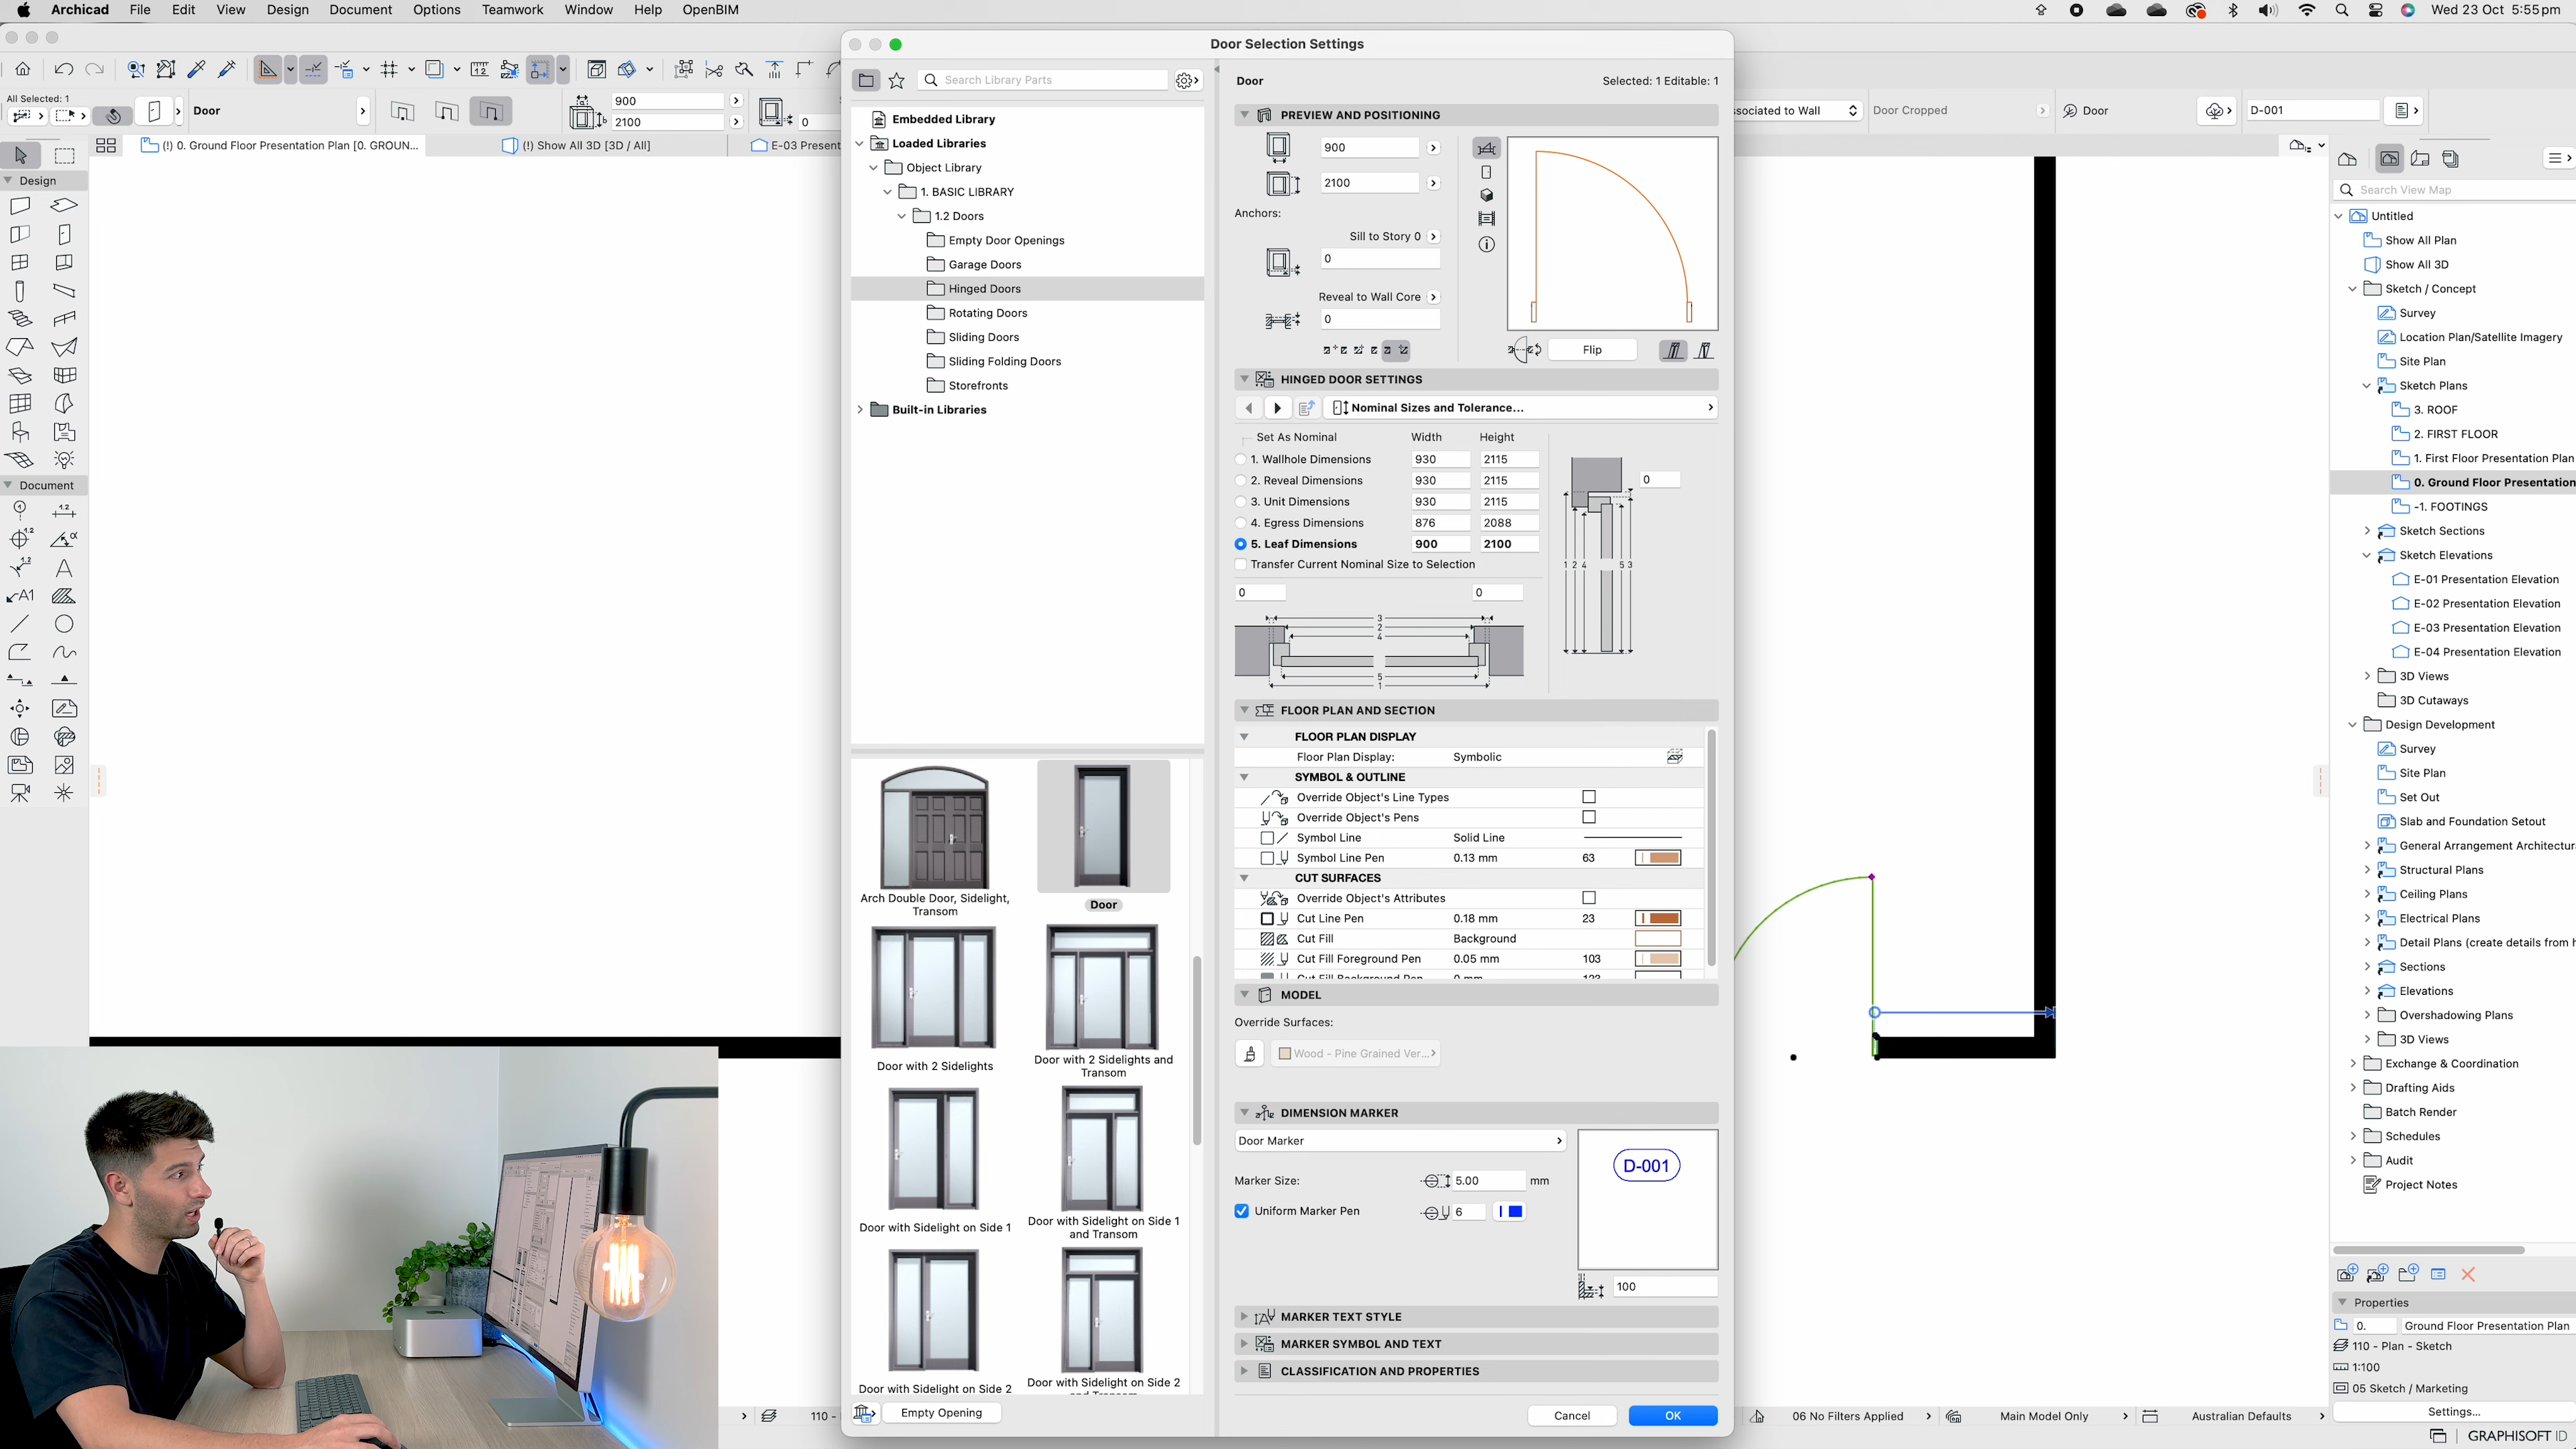 Archicad File Edit View Design Document Options Teamwork Window Help OpenBIM
Wed 23 Oct 5:55 pm
Door Selection Settings
All Selected: 1
Door
900
2100
0
ssociated to Wall
Door Cropped
Door
D-001
(!) 0. Ground Floor Presentation Plan [0. GROUN...
(!) Show All 3D [3D / All]
E-03 Present
Design
Document
Search Library Parts
Embedded Library
Loaded Libraries
Object Library
1. BASIC LIBRARY
1.2 Doors
Empty Door Openings
Garage Doors
Hinged Doors
Rotating Doors
Sliding Doors
Sliding Folding Doors
Storefronts
Built-in Libraries
Arch Double Door, Sidelight, Transom
Door
Door with 2 Sidelights
Door with 2 Sidelights and Transom
Door with Sidelight on Side 1
Door with Sidelight on Side 1 and Transom
Door with Sidelight on Side 2
Door with Sidelight on Side 2
Empty Opening
Door
Selected: 1 Editable: 1
PREVIEW AND POSITIONING
900
2100
Anchors:
Sill to Story 0
0
Reveal to Wall Core
0
Flip
HINGED DOOR SETTINGS
Nominal Sizes and Tolerance...
Set As Nominal Width Height
1. Wallhole Dimensions 930 2115
2. Reveal Dimensions 930 2115
3. Unit Dimensions 930 2115
4. Egress Dimensions 876 2088
5. Leaf Dimensions 900 2100
Transfer Current Nominal Size to Selection
0
0
0
1 2 4 5 3
3
2
4
5
1
FLOOR PLAN AND SECTION
FLOOR PLAN DISPLAY
Floor Plan Display: Symbolic
SYMBOL & OUTLINE
Override Object's Line Types
Override Object's Pens
Symbol Line Solid Line
Symbol Line Pen 0.13 mm 63
CUT SURFACES
Override Object's Attributes
Cut Line Pen 0.18 mm 23
Cut Fill Background
Cut Fill Foreground Pen 0.05 mm 103
Cut Fill Background Pen 0 mm 123
MODEL
Override Surfaces:
Wood - Pine Grained Ver...
DIMENSION MARKER
Door Marker
D-001
Marker Size: 5.00 mm
Uniform Marker Pen 6
100
MARKER TEXT STYLE
MARKER SYMBOL AND TEXT
CLASSIFICATION AND PROPERTIES
Cancel
OK
Search View Map
Untitled
Show All Plan
Show All 3D
Sketch / Concept
Survey
Location Plan/Satellite Imagery
Site Plan
Sketch Plans
3. ROOF
2. FIRST FLOOR
1. First Floor Presentation Plan
0. Ground Floor Presentation
-1. FOOTINGS
Sketch Sections
Sketch Elevations
E-01 Presentation Elevation
E-02 Presentation Elevation
E-03 Presentation Elevation
E-04 Presentation Elevation
3D Views
3D Cutaways
Design Development
Survey
Site Plan
Set Out
Slab and Foundation Setout
General Arrangement Architectur
Structural Plans
Ceiling Plans
Electrical Plans
Detail Plans (create details from h
Sections
Elevations
Overshadowing Plans
3D Views
Exchange & Coordination
Drafting Aids
Batch Render
Schedules
Audit
Project Notes
Properties
0. Ground Floor Presentation Plan
110 - Plan - Sketch
1:100
05 Sketch / Marketing
Settings...
110 -
06 No Filters Applied
Main Model Only
Australian Defaults
GRAPHISOFT ID